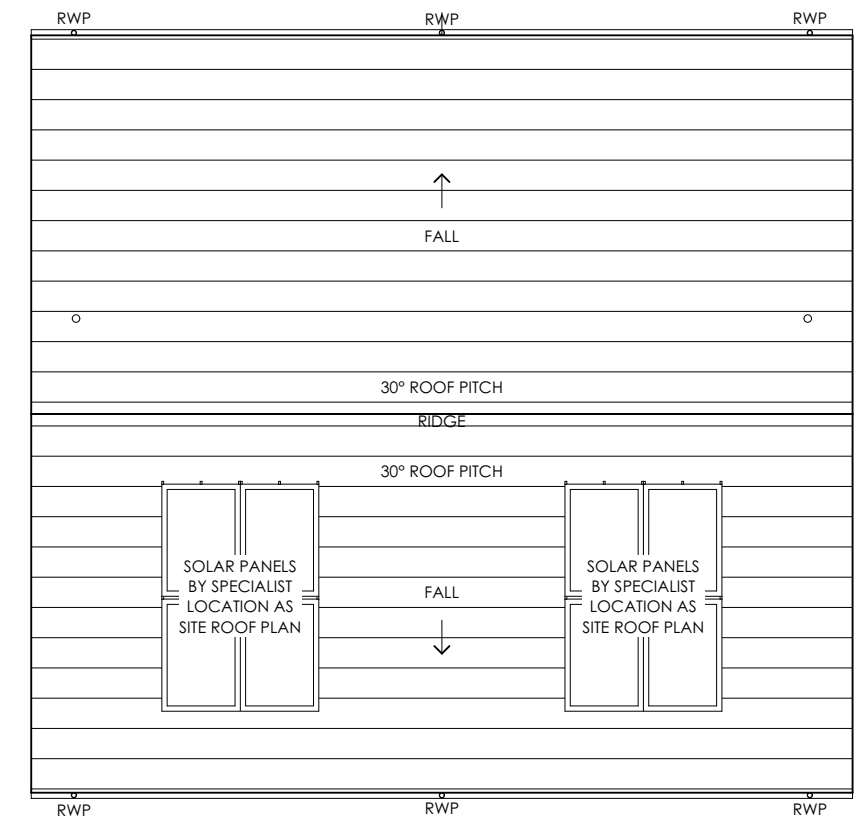 RWP RWP RWP
FALL
30° ROOF PITCH
RIDGE
30° ROOF PITCH
SOLAR PANELS
BY SPECIALIST
LOCATION AS
SITE ROOF PLAN
FALL
SOLAR PANELS
BY SPECIALIST
LOCATION AS
SITE ROOF PLAN
RWP RWP RWP